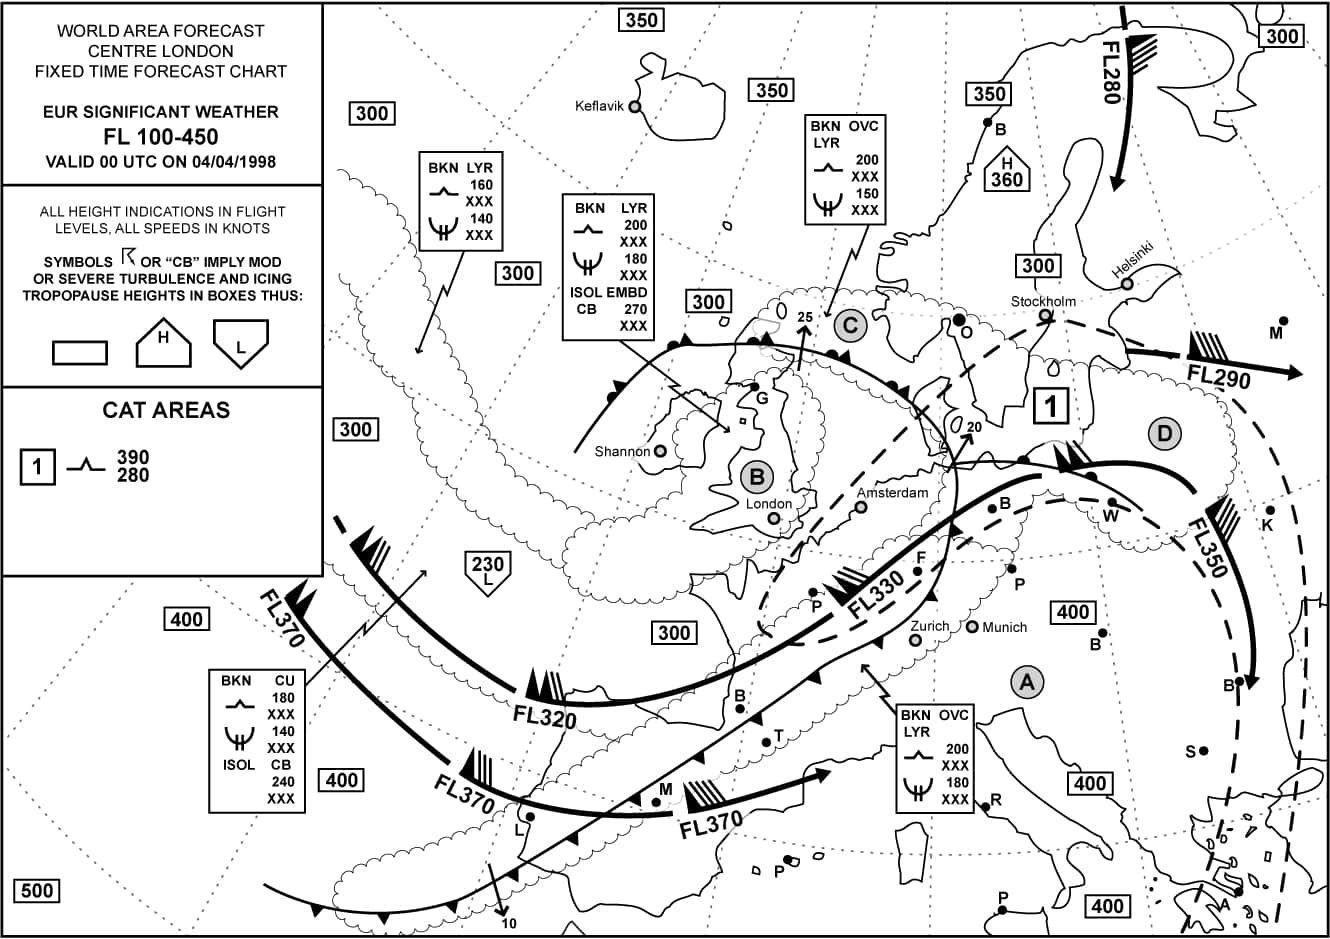 WORLD AREA FORECAST
CENTRE LONDON
FIXED TIME FORECAST CHART
EUR SIGNIFICANT WEATHER
FL 100-450
VALID 00 UTC ON 04/04/1998
ALL HEIGHT INDICATIONS IN FLIGHT
LEVELS, ALL SPEEDS IN KNOTS
SYMBOLS OR “CB” IMPLY MOD
OR SEVERE TURBULENCE AND ICING
TROPOPAUSE HEIGHTS IN BOXES THUS:
H
L
CAT AREAS
1 390
280
350
300
350
350
300
Keflavik
FL280
B
H
360
BKN OVC
LYR
200
XXX
150
XXX
BKN LYR
160
XXX
140
XXX
BKN LYR
200
XXX
180
XXX
ISOL EMBD
CB 270
XXX
300
300
300
Helsinki
Stockholm
M
25
C
O
FL290
G
1
300
Shannon
20
D
B
London
Amsterdam
B
W
K
FL350
230
L
F
P
P
FL330
FL370
400
300
Zurich
Munich
400
B
A
B
BKN CU
180
XXX
140
XXX
ISOL CB
240
XXX
FL320
B
T
BKN OVC
LYR
200
XXX
180
XXX
S
400
FL370
M
400
R
L
FL370
P
500
10
P
400
A